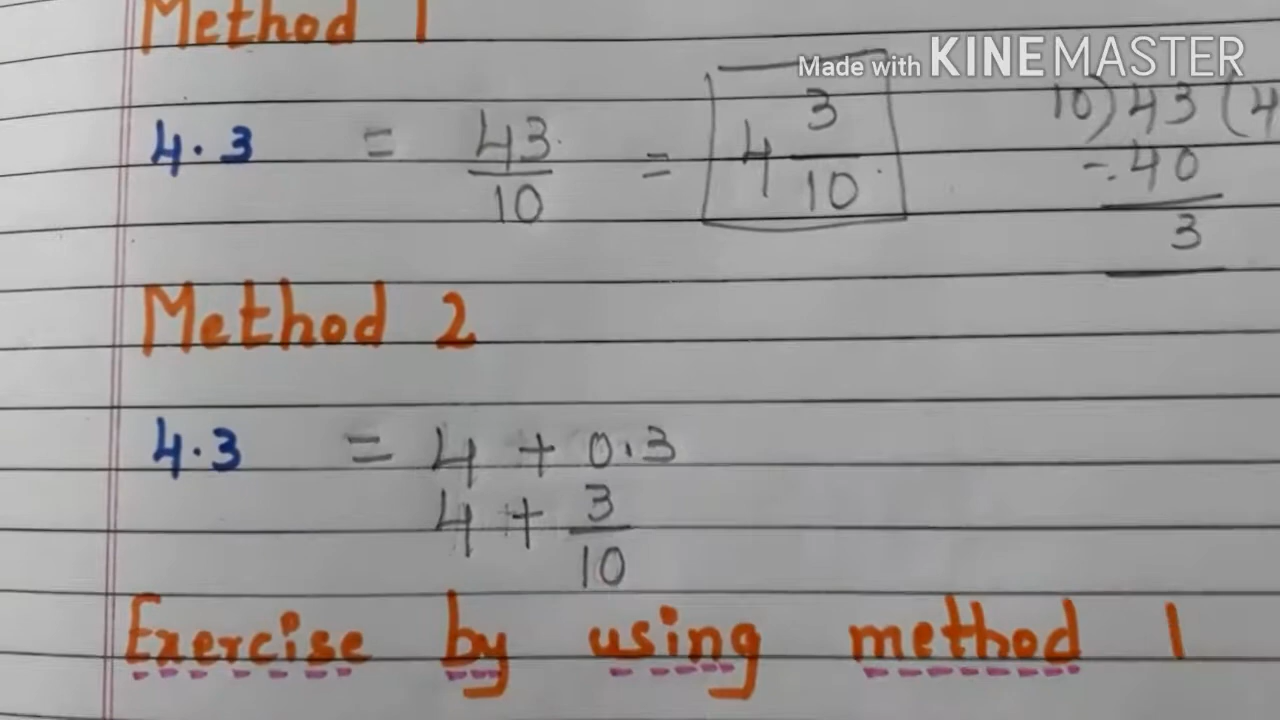 Method 1
Made with KINEMASTER
4.3 = 43/10 = 4 3/10
10)43(4
-40
3
Method 2
4.3 = 4 + 0.3
4 + 3/10
Exercise by using method 1